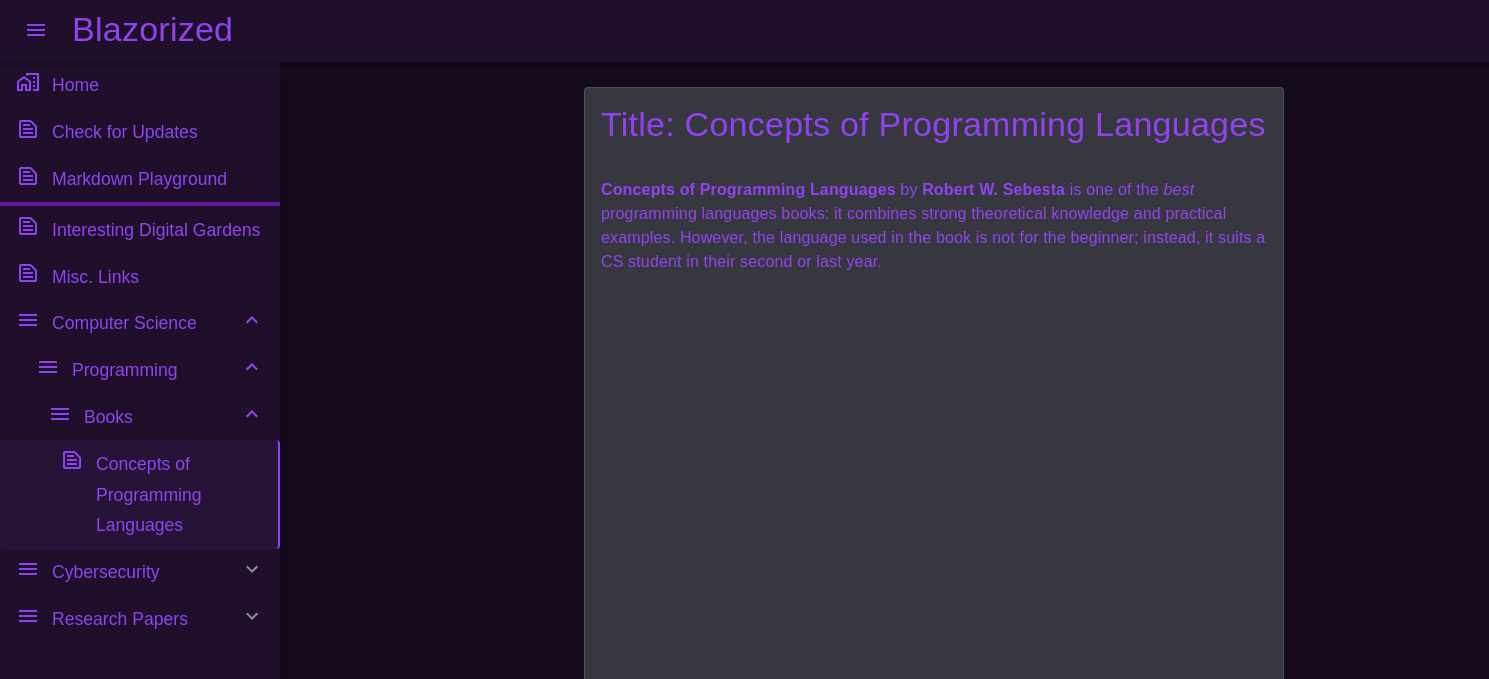 Blazorized
Home
Check for Updates
Markdown Playground
Interesting Digital Gardens
Misc. Links
Computer Science
Programming
Books
Concepts of
Programming
Languages
Cybersecurity
Research Papers
Title: Concepts of Programming Languages
Concepts of Programming Languages by Robert W. Sebesta is one of the best
programming languages books: it combines strong theoretical knowledge and practical
examples. However, the language used in the book is not for the beginner; instead, it suits a
CS student in their second or last year.